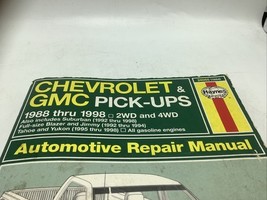 CHEVROLET &
GMC PICK-UPS
1988 thru 1998 □ 2WD and 4WD
Also includes Suburban (1992 thru 1998)
Full-size Blazer and Jimmy (1992 thru 1994)
Tahoe and Yukon (1995 thru 1998) □ All gasoline engines
Haynes
Automotive Repair Manual